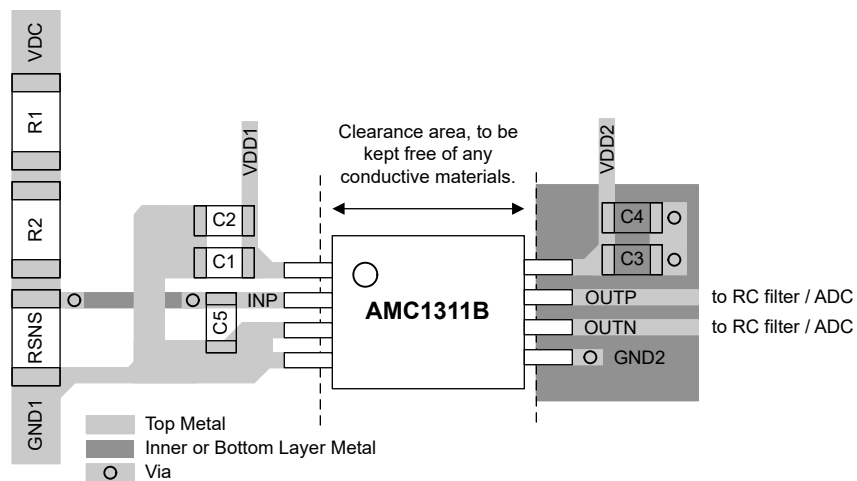 VDC
R1
R2
RSNS
GND1
VDD1
C2
C1
C5
INP
Clearance area, to be
kept free of any
conductive materials.
AMC1311B
VDD2
C4
C3
OUTP
to RC filter / ADC
OUTN
to RC filter / ADC
GND2
Top Metal
Inner or Bottom Layer Metal
Via